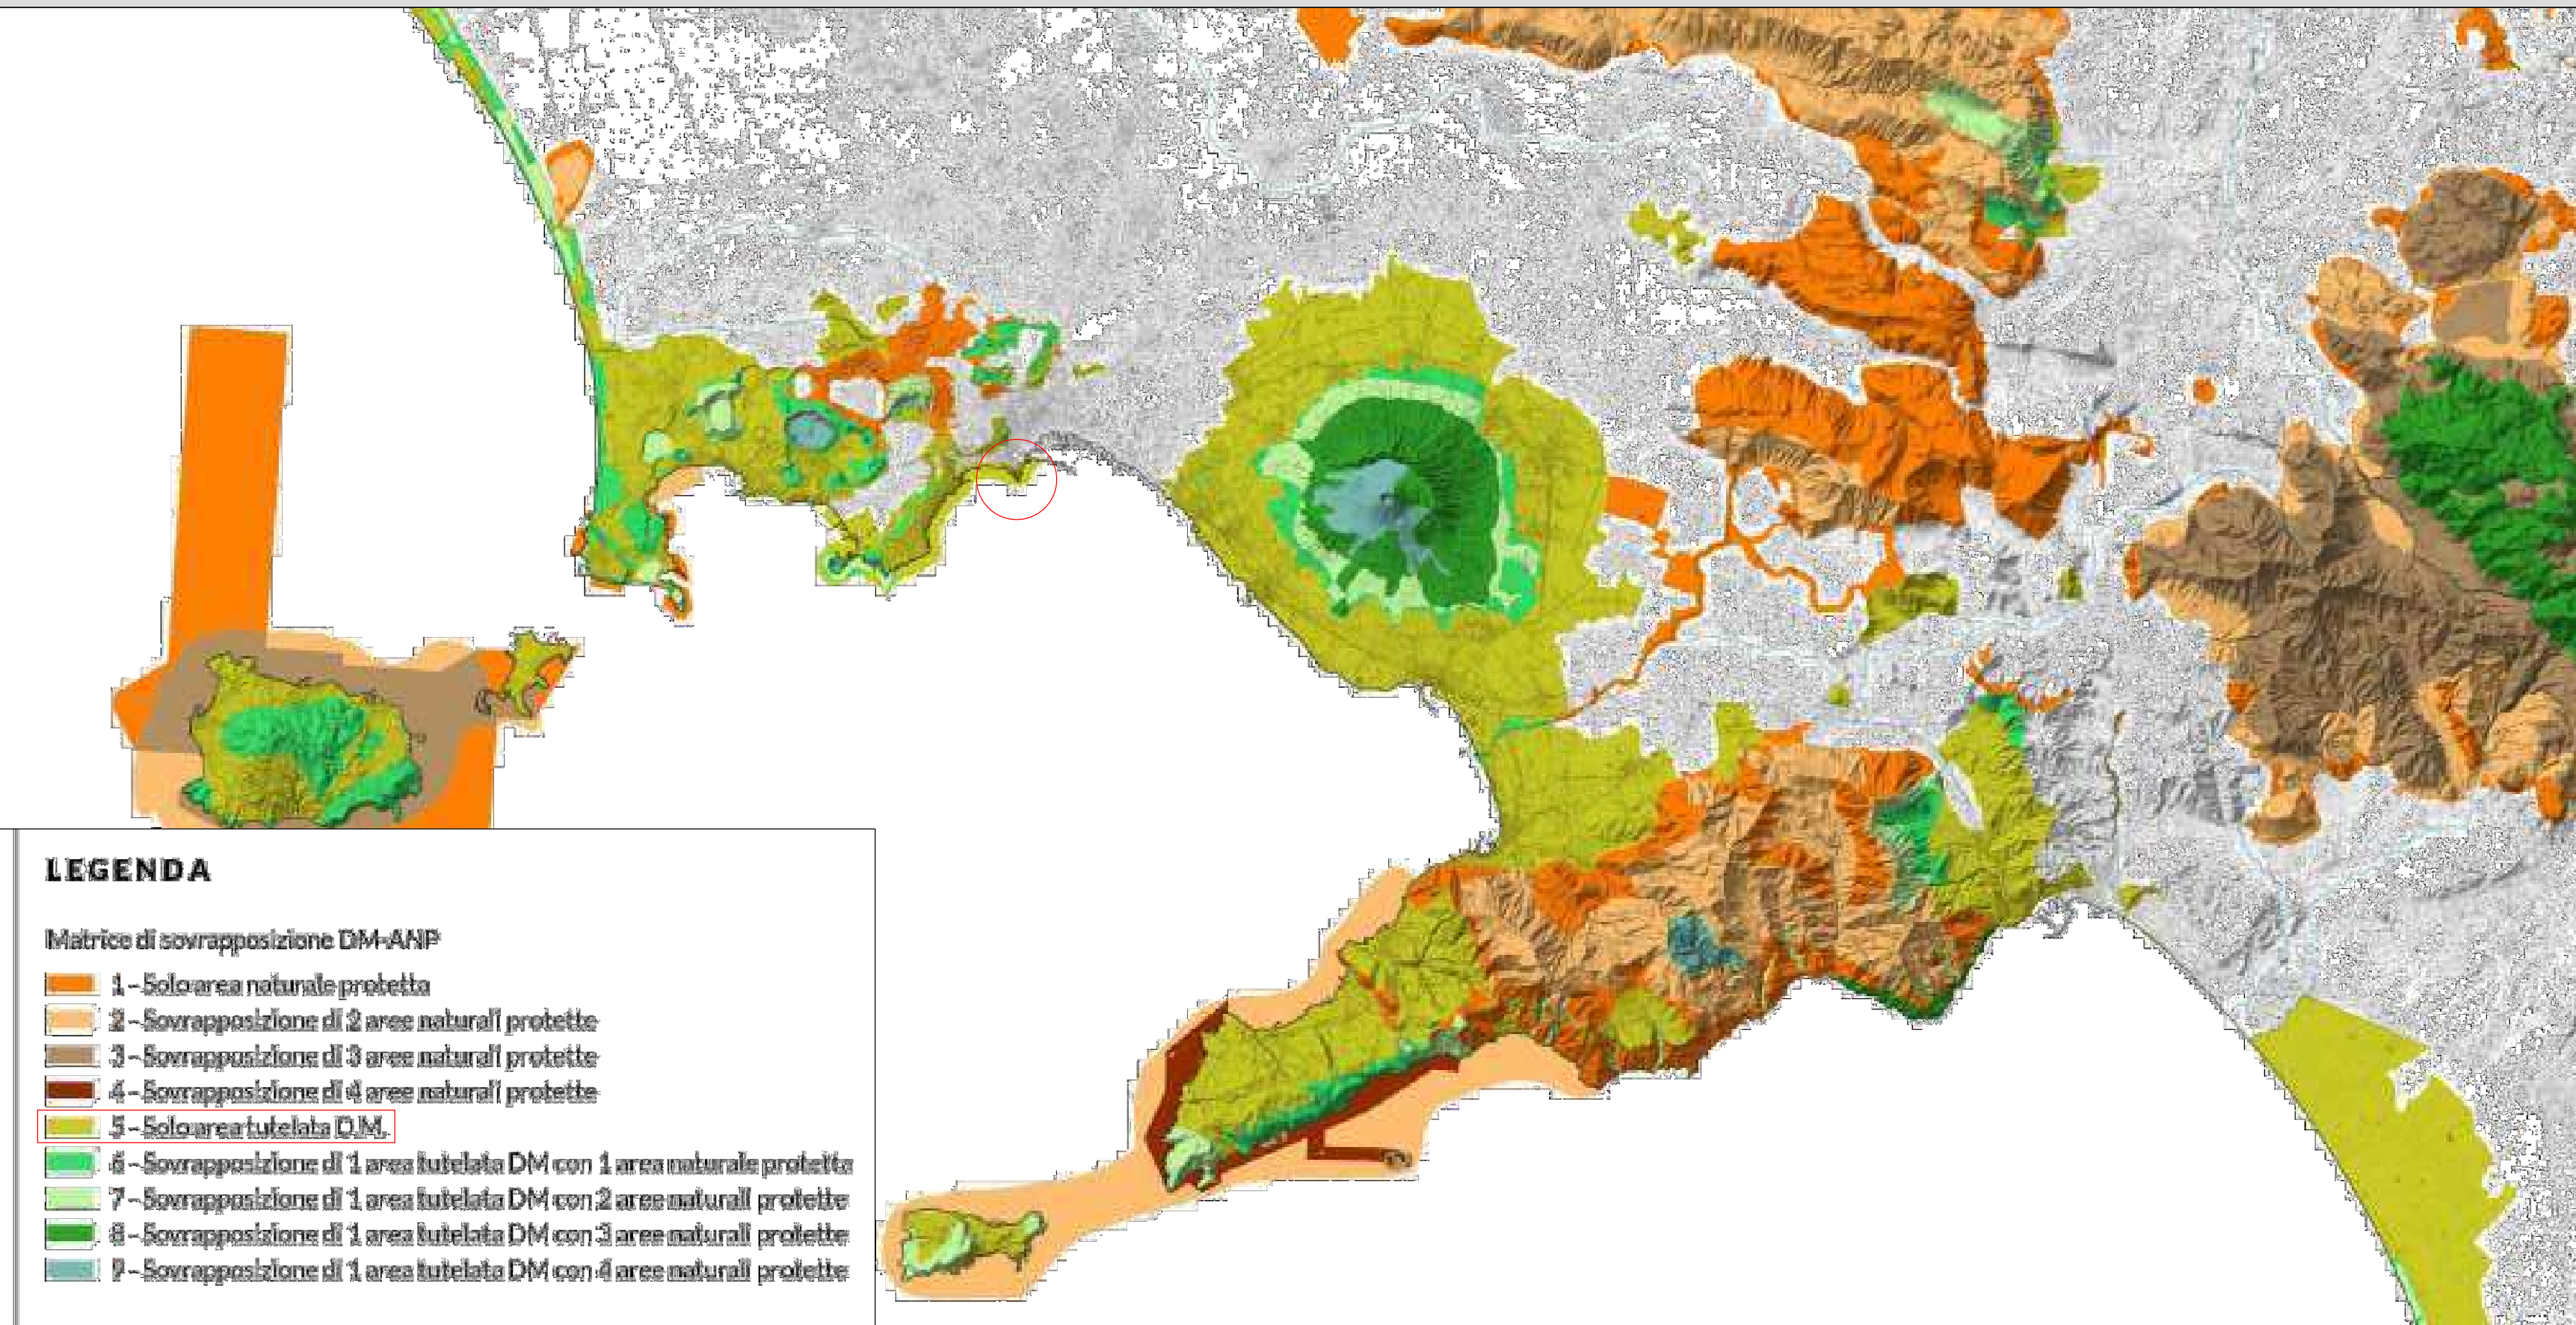 LEGENDA
Matrice di sovrapposizione DM-ANP
1 - Solo area naturale protetta
2 - Sovrapposizione di 2 aree naturali protette
3 - Sovrapposizione di 3 aree naturali protette
4 - Sovrapposizione di 4 aree naturali protette
5 - Solo area tutelata D.M.
6 - Sovrapposizione di 1 area tutelata DM con 1 area naturale protetta
7 - Sovrapposizione di 1 area tutelata DM con 2 aree naturali protette
8 - Sovrapposizione di 1 area tutelata DM con 3 aree naturali protette
9 - Sovrapposizione di 1 area tutelata DM con 4 aree naturali protette